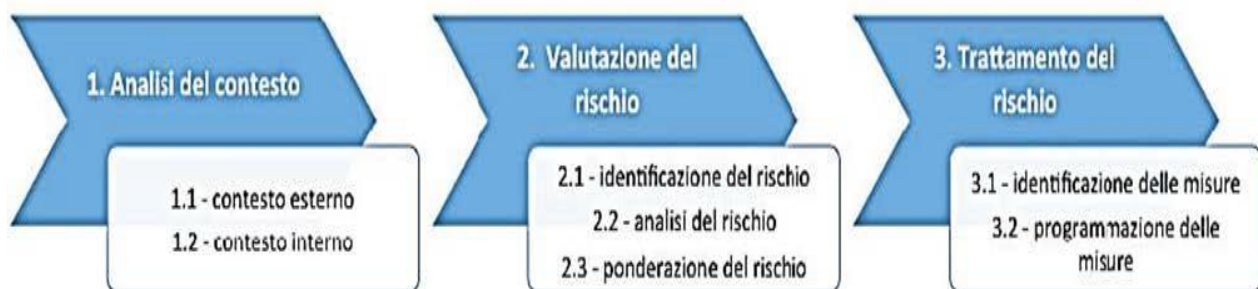 1. Analisi del contesto
1.1 - contesto esterno
1.2 - contesto interno
2. Valutazione del
rischio
2.1 - identificazione del rischio
2.2 - analisi del rischio
2.3 - ponderazione del rischio
3. Trattamento del
rischio
3.1 - identificazione delle misure
3.2 - programmazione delle
misure